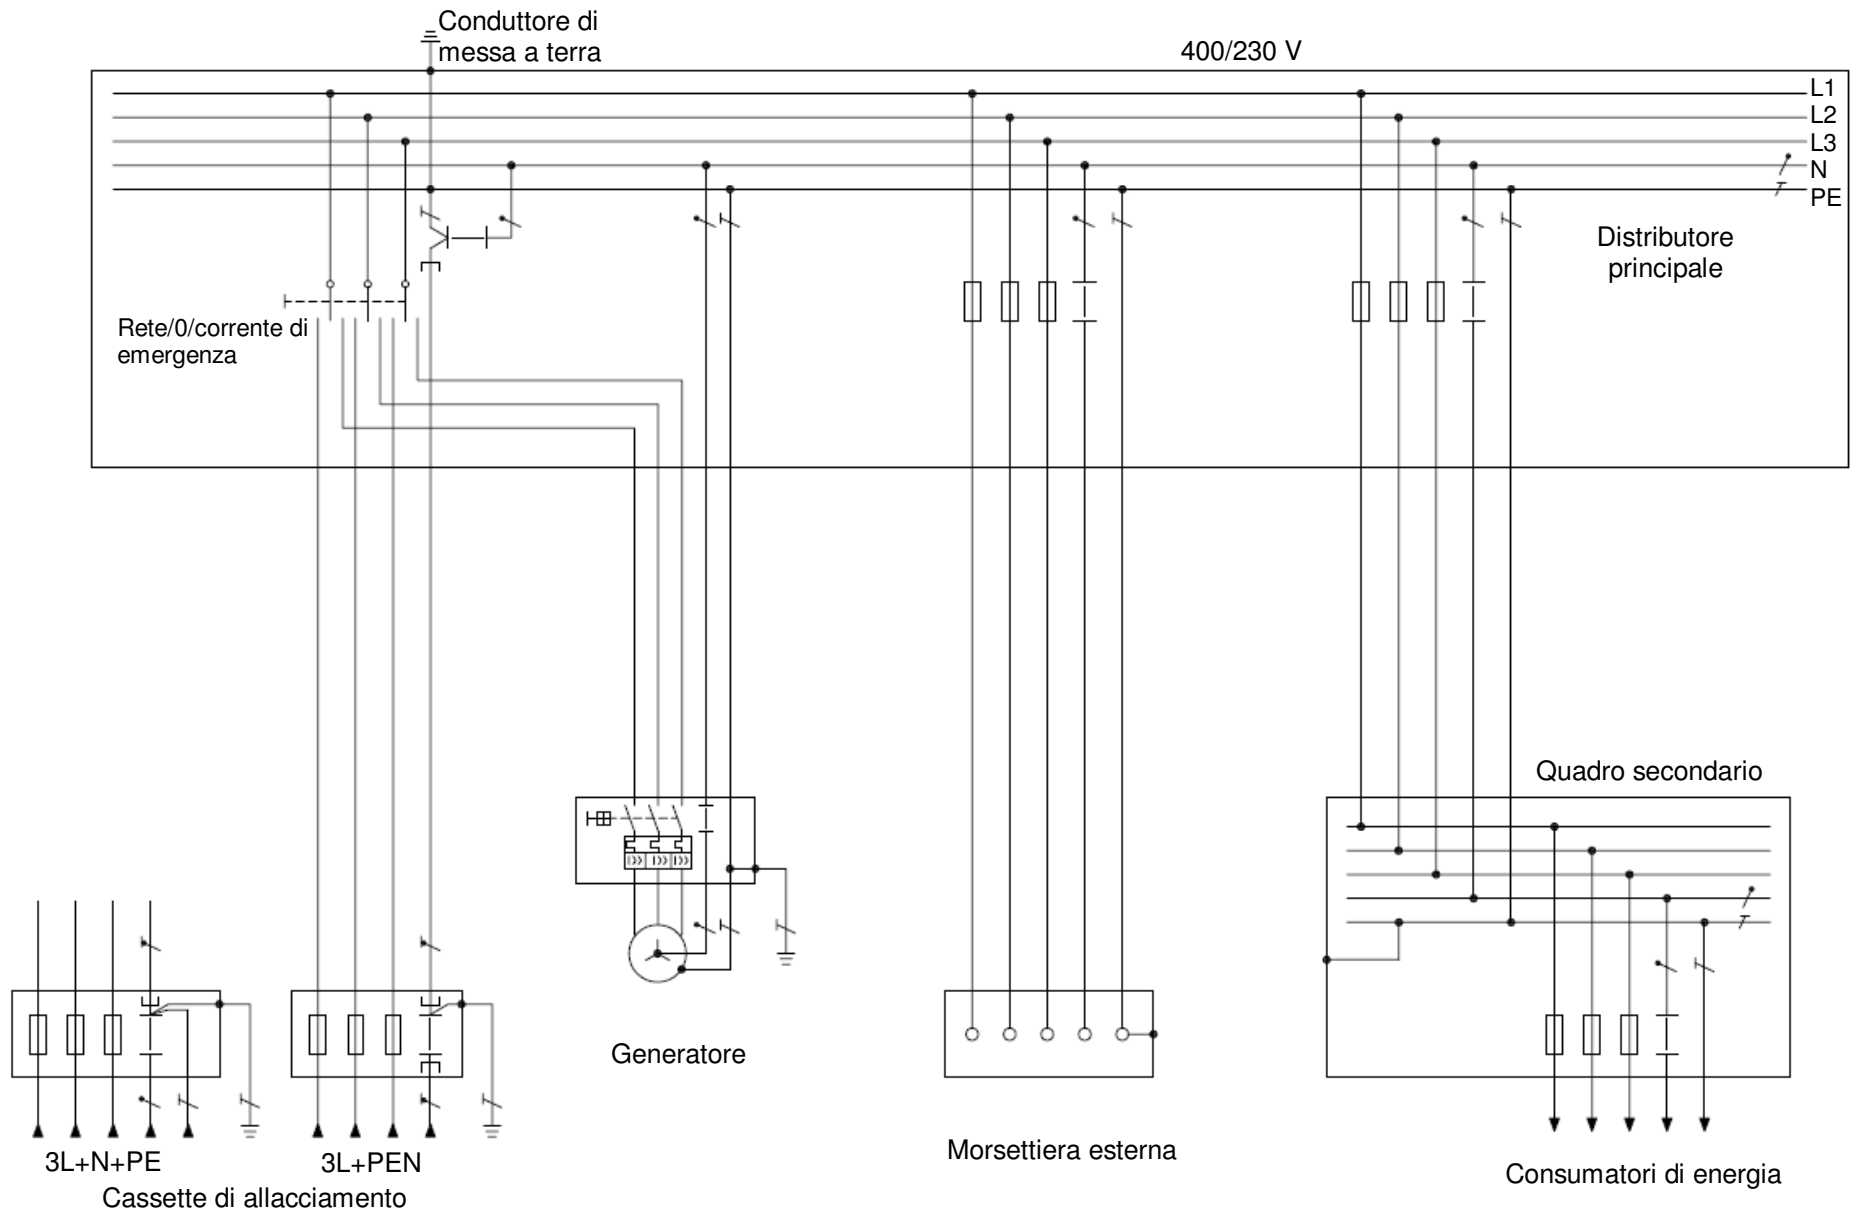 Conduttore di
messa a terra
400/230 V
L1
L2
L3
N
PE
Distributore
principale
Rete/0/corrente di
emergenza
Quadro secondario
Generatore
Morsettiera esterna
3L+N+PE
3L+PEN
Cassette di allacciamento
Consumatori di energia